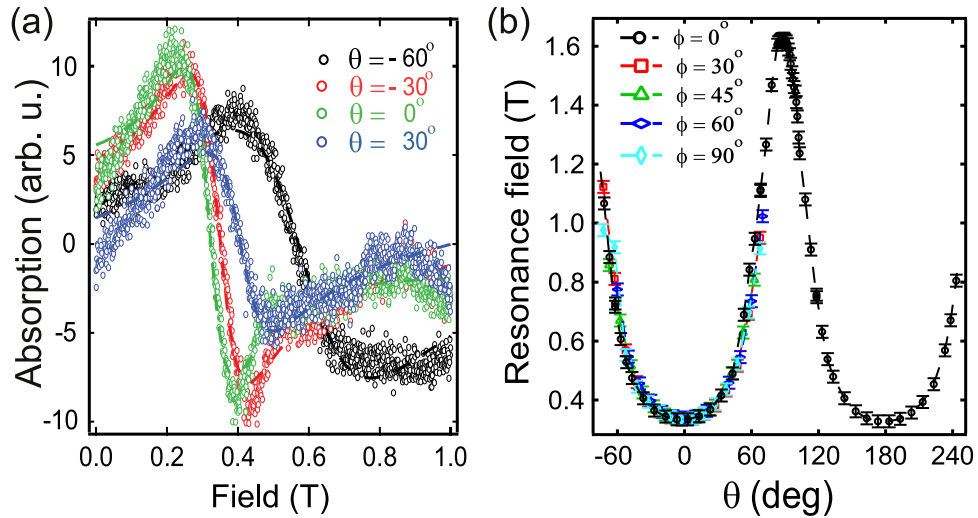 (a)
Absorption (arb. u.)
10
5
0
-5
-10
θ = - 60°
θ = - 30°
θ = 0°
θ = 30°
0.0 0.2 0.4 0.6 0.8 1.0
Field (T)
(b)
Resonance field (T)
1.6
1.4
1.2
1.0
0.8
0.6
0.4
ϕ = 0°
ϕ = 30°
ϕ = 45°
ϕ = 60°
ϕ = 90°
-60 0 60 120 180 240
θ (deg)